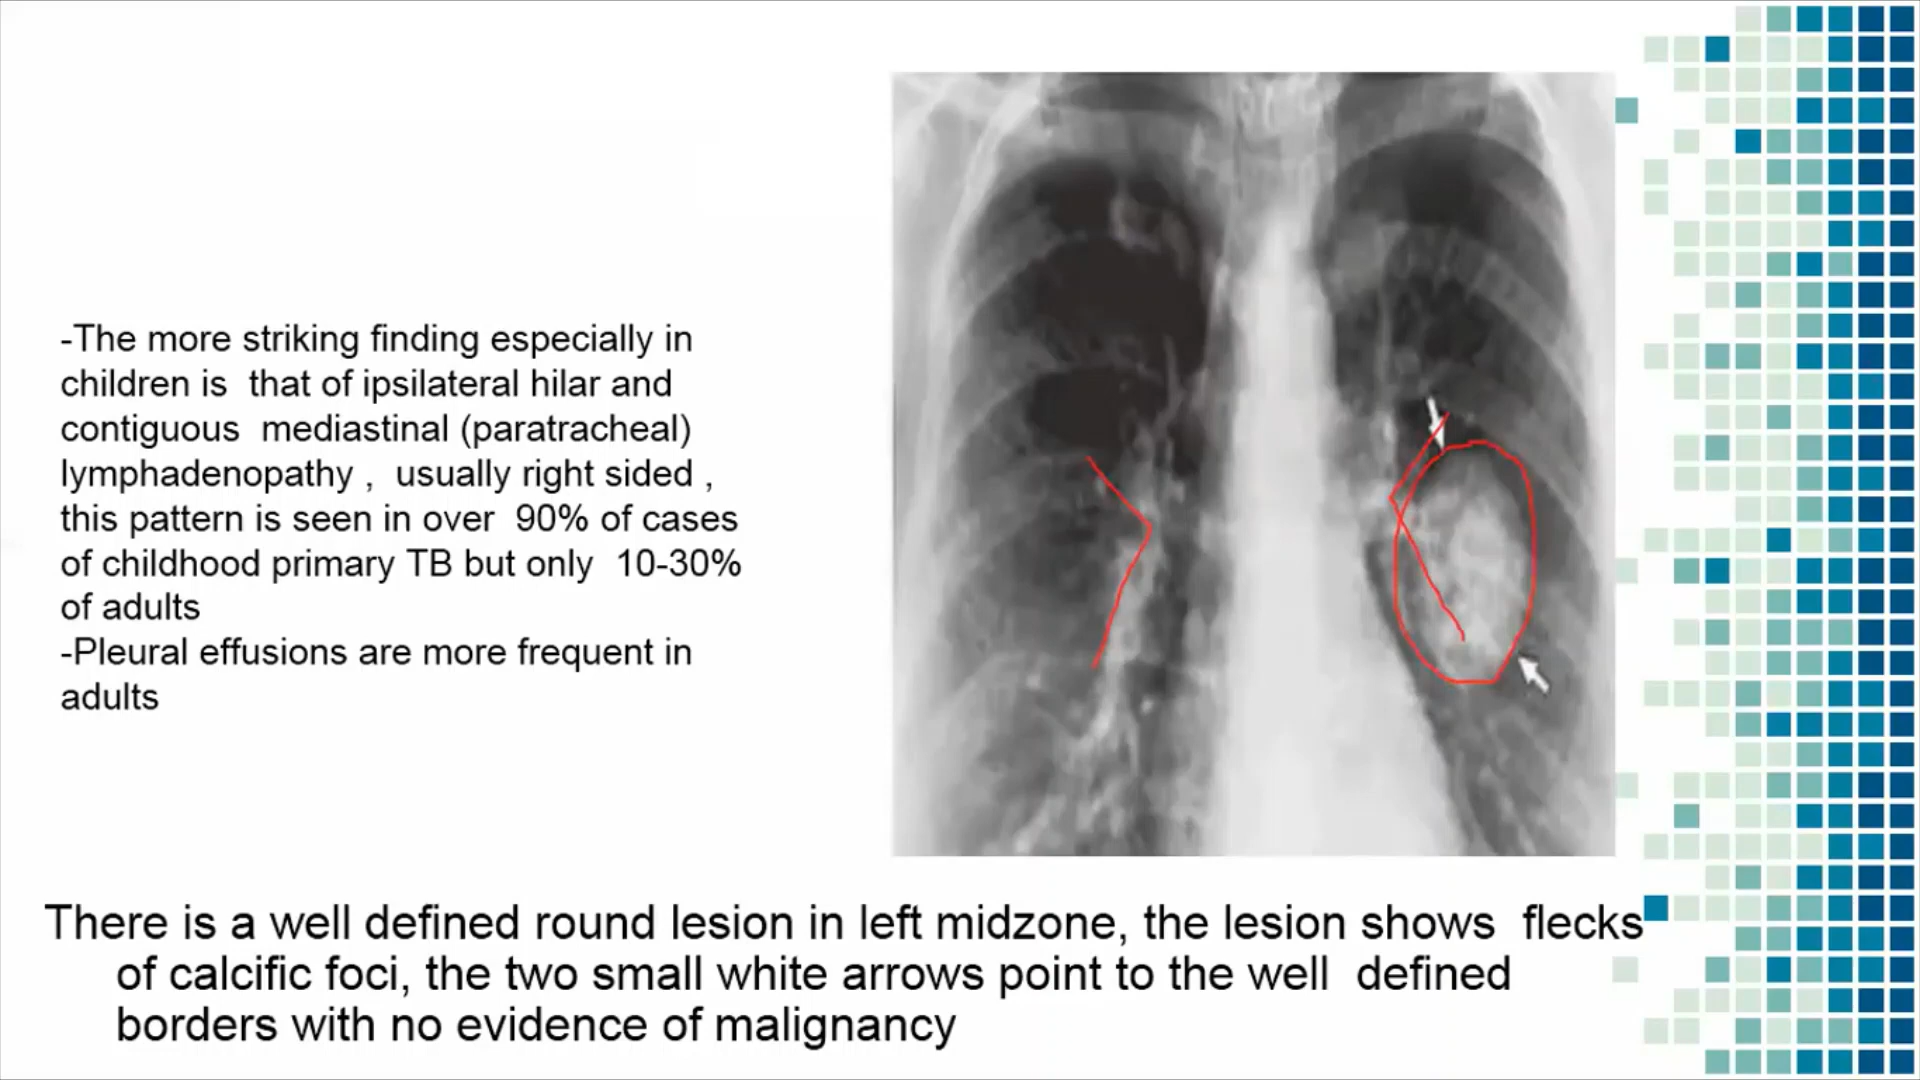 -The more striking finding especially in
children is that of ipsilateral hilar and
contiguous mediastinal (paratracheal)
lymphadenopathy , usually right sided ,
this pattern is seen in over 90% of cases
of childhood primary TB but only 10-30%
of adults
-Pleural effusions are more frequent in
adults
There is a well defined round lesion in left midzone, the lesion shows flecks
of calcific foci, the two small white arrows point to the well defined
borders with no evidence of malignancy